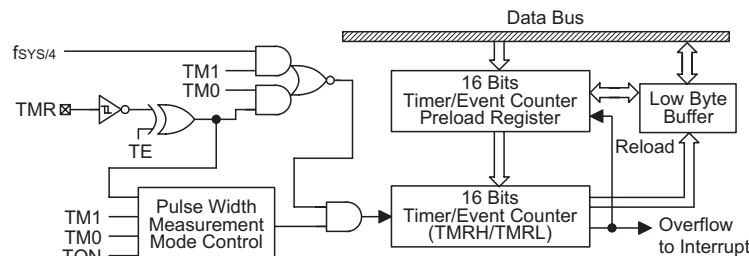 Data Bus
fSYS/4
TM1
TM0
TMR
TE
16 Bits
Timer/Event Counter
Preload Register
Low Byte
Buffer
Reload
TM1
TM0
TON
Pulse Width
Measurement
Mode Control
16 Bits
Timer/Event Counter
(TMRH/TMRL)
Overflow
to Interrupt